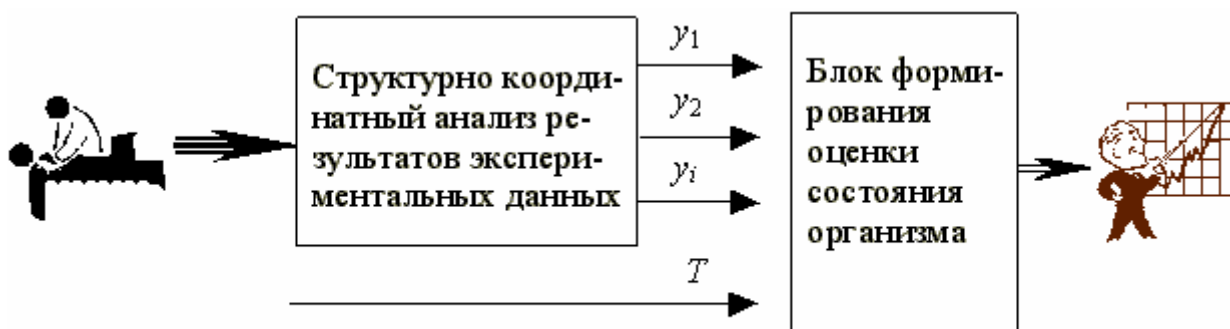 Структурно коорди-
натный анализ ре-
зультатов экспери-
ментальных данных
y1
y2
yi
T
Блок форми-
рования
оценки
состояния
организма